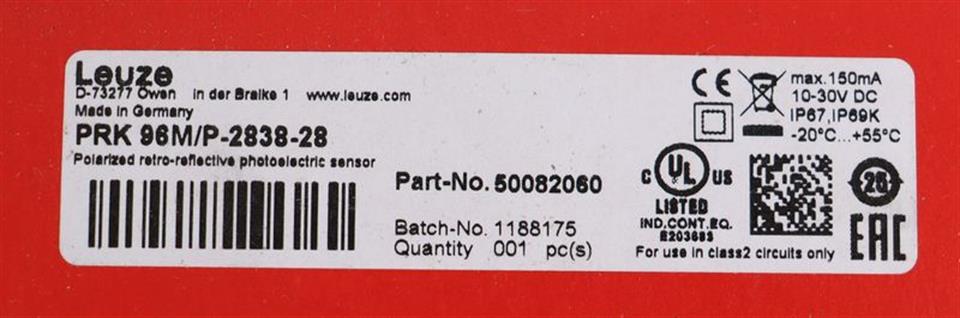 Leuze
D-73277 Owen in der Braike 1 www.leuze.com
Made in Germany
PRK 96M/P-2838-28
Polarized retro-reflective photoelectric sensor
Part-No. 50082060
Batch-No. 1188175
Quantity 001 pc(s)
CE
max. 150mA
10-30V DC
IP67, IP69K
-20°C ... +55°C
C UL US
LISTED
IND.CONT.EQ.
E203683
For use in class2 circuits only
EAC